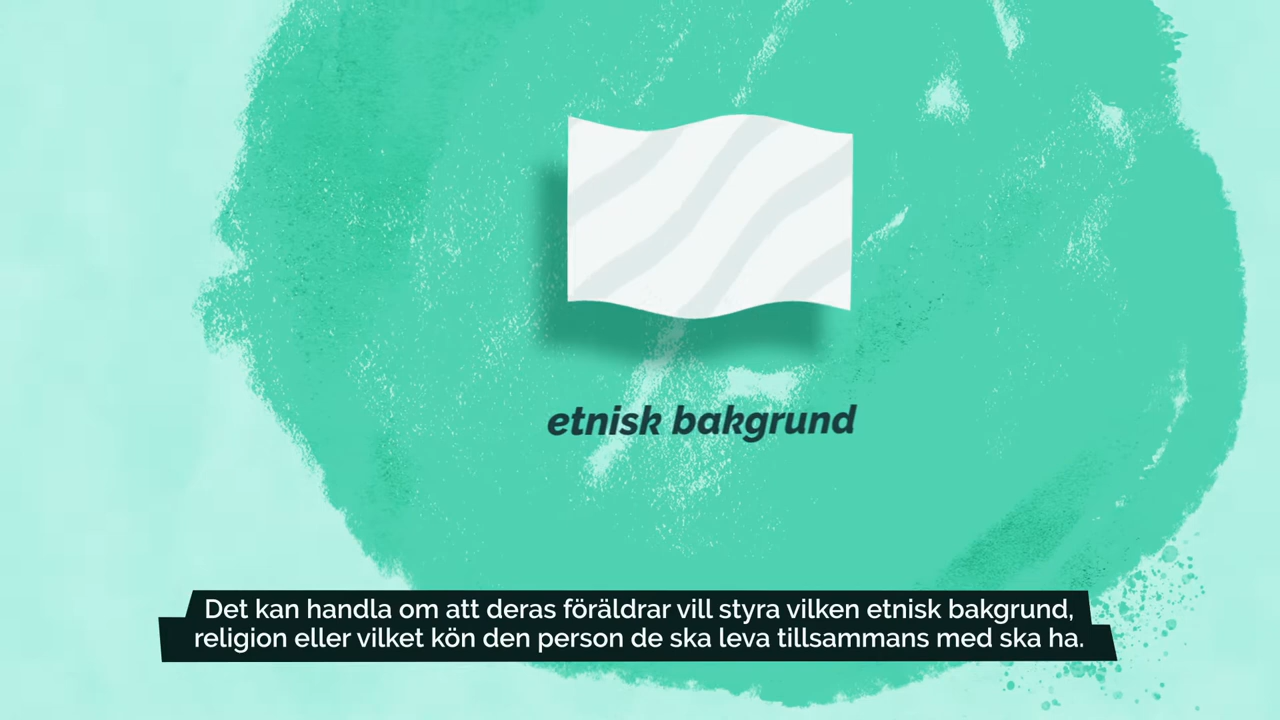 etnisk bakgrund
Det kan handla om att deras föräldrar vill styra vilken etnisk bakgrund,
religion eller vilket kön den person de ska leva tillsammans med ska ha.